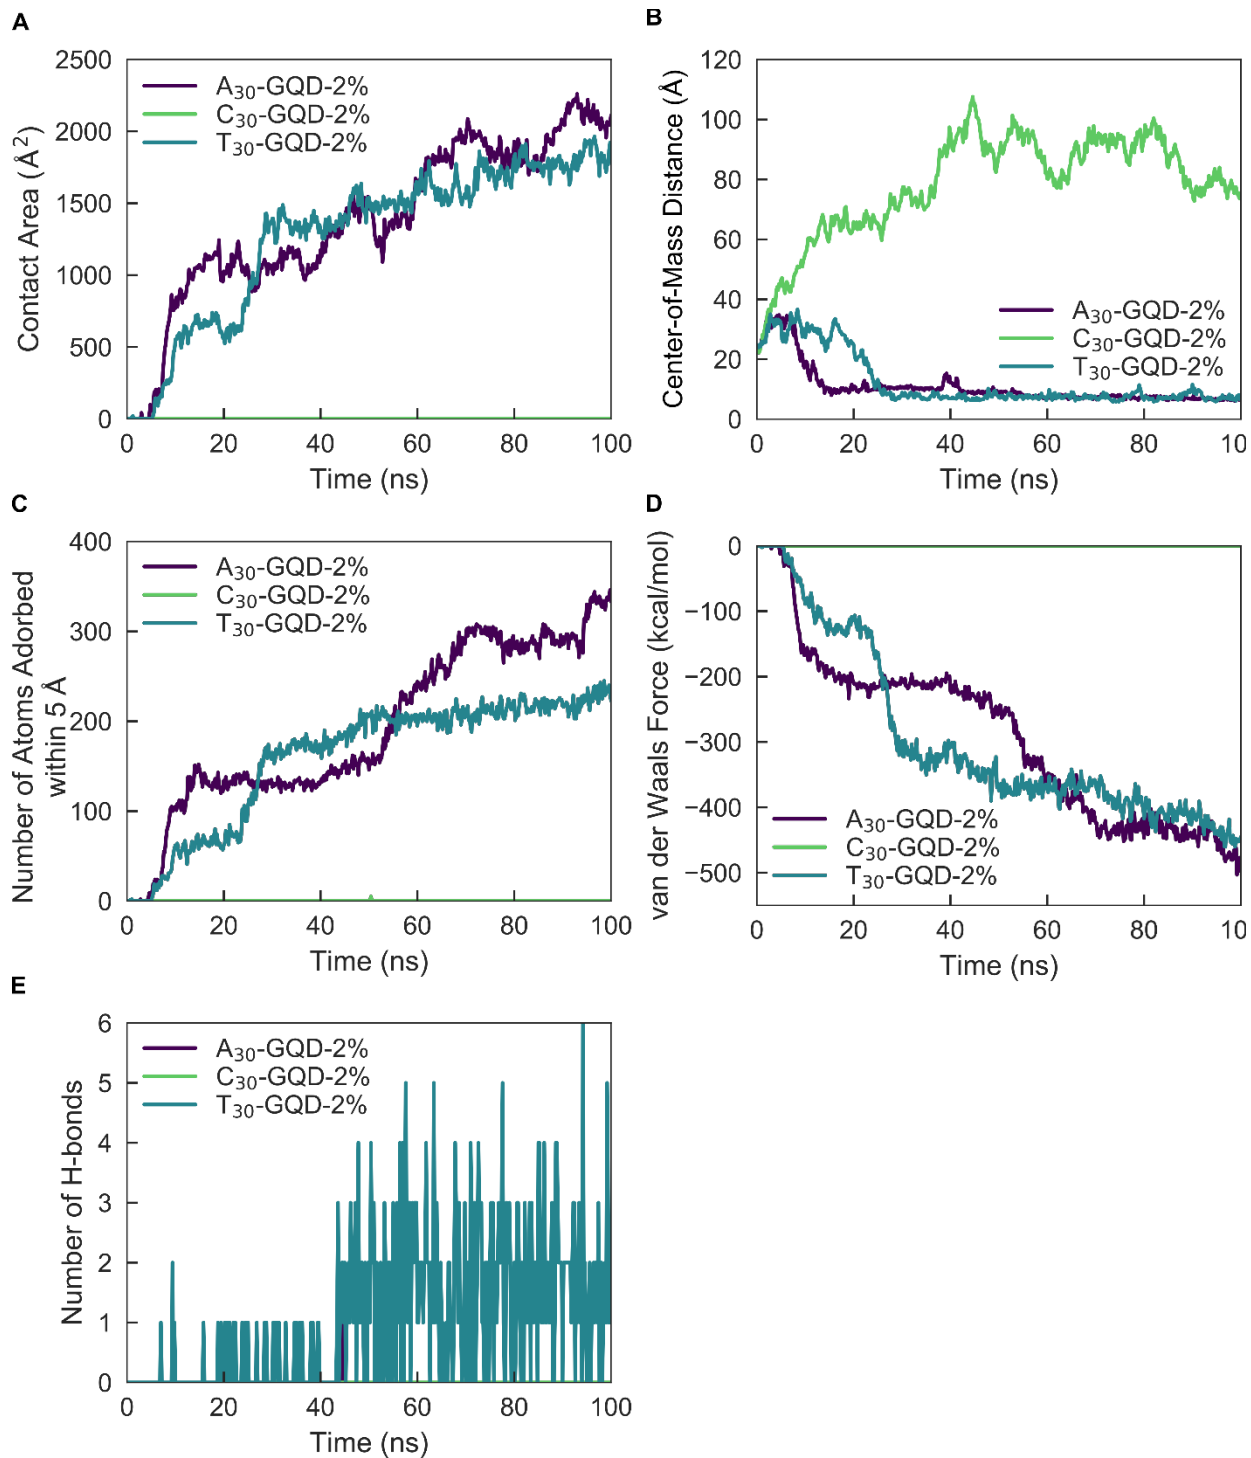 A
2500
2000
1500
1000
500
0
0 20 40 60 80 100
Contact Area (Å²)
Time (ns)
A₃₀-GQD-2%
C₃₀-GQD-2%
T₃₀-GQD-2%
B
120
100
80
60
40
20
0
0 20 40 60 80 10
Center-of-Mass Distance (Å)
Time (ns)
A₃₀-GQD-2%
C₃₀-GQD-2%
T₃₀-GQD-2%
C
400
300
200
100
0
0 20 40 60 80 100
Number of Atoms Adorbed
within 5 Å
Time (ns)
A₃₀-GQD-2%
C₃₀-GQD-2%
T₃₀-GQD-2%
D
0
−100
−200
−300
−400
−500
0 20 40 60 80 10
van der Waals Force (kcal/mol)
Time (ns)
A₃₀-GQD-2%
C₃₀-GQD-2%
T₃₀-GQD-2%
E
6
5
4
3
2
1
0
0 20 40 60 80 100
Number of H-bonds
Time (ns)
A₃₀-GQD-2%
C₃₀-GQD-2%
T₃₀-GQD-2%